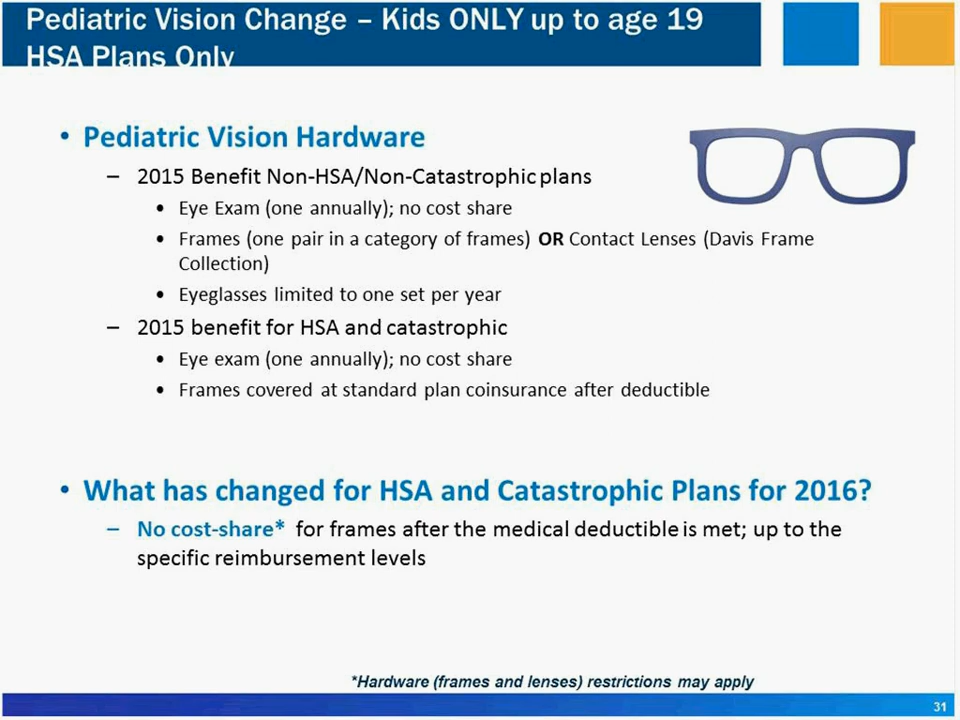 Pediatric Vision Change – Kids ONLY up to age 19
HSA Plans Only
• Pediatric Vision Hardware
– 2015 Benefit Non-HSA/Non-Catastrophic plans
• Eye Exam (one annually); no cost share
• Frames (one pair in a category of frames) OR Contact Lenses (Davis Frame
Collection)
• Eyeglasses limited to one set per year
– 2015 benefit for HSA and catastrophic
• Eye exam (one annually); no cost share
• Frames covered at standard plan coinsurance after deductible
• What has changed for HSA and Catastrophic Plans for 2016?
– No cost-share* for frames after the medical deductible is met; up to the
specific reimbursement levels
*Hardware (frames and lenses) restrictions may apply
31